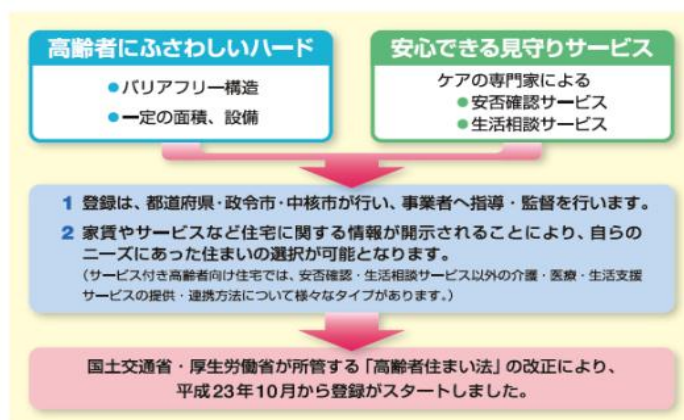 高齢者にふさわしいハード
●バリアフリー構造
●一定の面積、設備
安心できる見守りサービス
ケアの専門家による
●安否確認サービス
●生活相談サービス
1 登録は、都道府県・政令市・中核市が行い、事業者へ指導・監督を行います。
2 家賃やサービスなど住宅に関する情報が開示されることにより、自らの
ニーズにあった住まいの選択が可能となります。
(サービス付き高齢者向け住宅では、安否確認・生活相談サービス以外の介護・医療・生活支援
サービスの提供・連携方法について様々なタイプがあります。)
国土交通省・厚生労働省が所管する「高齢者住まい法」の改正により、
平成23年10月から登録がスタートしました。